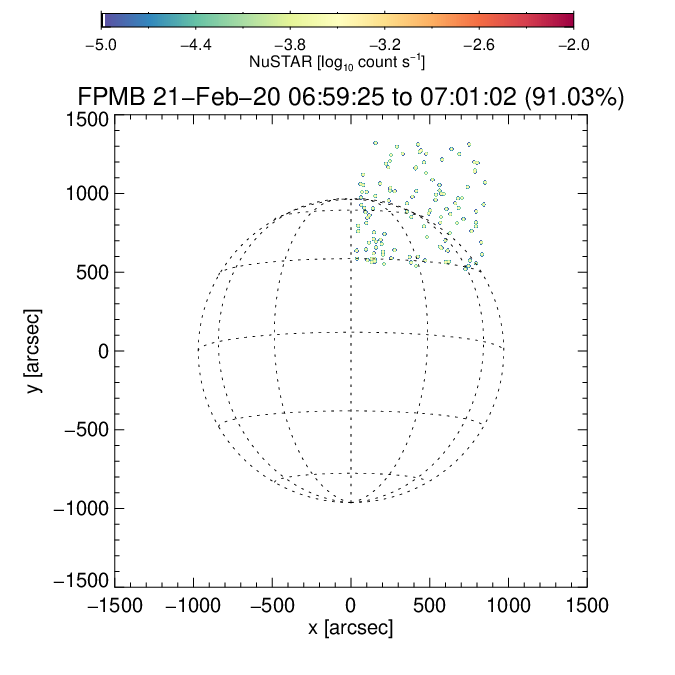 −5.0 −4.4 −3.8 −3.2 −2.6 −2.0
NuSTAR [log₁₀ count s⁻¹]
FPMB 21−Feb−20 06:59:25 to 07:01:02 (91.03%)
1500
1000
500
0
−500
−1000
−1500
y [arcsec]
−1500 −1000 −500 0 500 1000 1500
x [arcsec]